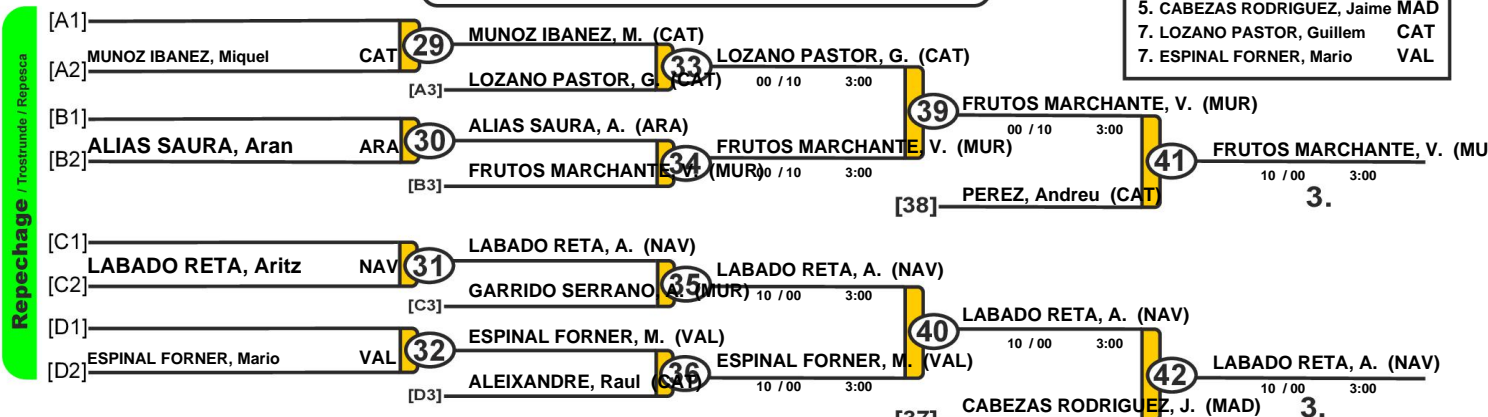 5. CABEZAS RODRIGUEZ, Jaime MAD
7. LOZANO PASTOR, Guillem CAT
7. ESPINAL FORNER, Mario VAL
Repechage / Trostrunde / Repesca
[A1]
[A2] MUNOZ IBANEZ, Miquel CAT
29
MUNOZ IBANEZ, M. (CAT)
[A3] LOZANO PASTOR, G. (CAT)
33
LOZANO PASTOR, G. (CAT)
00 / 10 3:00
[B1]
[B2] ALIAS SAURA, Aran ARA
30
ALIAS SAURA, A. (ARA)
[B3] FRUTOS MARCHANTE, V. (MUR)
34
FRUTOS MARCHANTE, V. (MUR)
00 / 10 3:00
39
FRUTOS MARCHANTE, V. (MUR)
00 / 10 3:00
[38] PEREZ, Andreu (CAT)
41
FRUTOS MARCHANTE, V. (MU
10 / 00 3:00
3.
[C1]
[C2] LABADO RETA, Aritz NAV
31
LABADO RETA, A. (NAV)
[C3] GARRIDO SERRANO, A. (MUR)
35
LABADO RETA, A. (NAV)
10 / 00 3:00
[D1]
[D2] ESPINAL FORNER, Mario VAL
32
ESPINAL FORNER, M. (VAL)
[D3] ALEIXANDRE, Raul (CAT)
36
ESPINAL FORNER, M. (VAL)
10 / 00 3:00
40
LABADO RETA, A. (NAV)
10 / 00 3:00
[37] CABEZAS RODRIGUEZ, J. (MAD)
42
LABADO RETA, A. (NAV)
10 / 00 3:00
3.